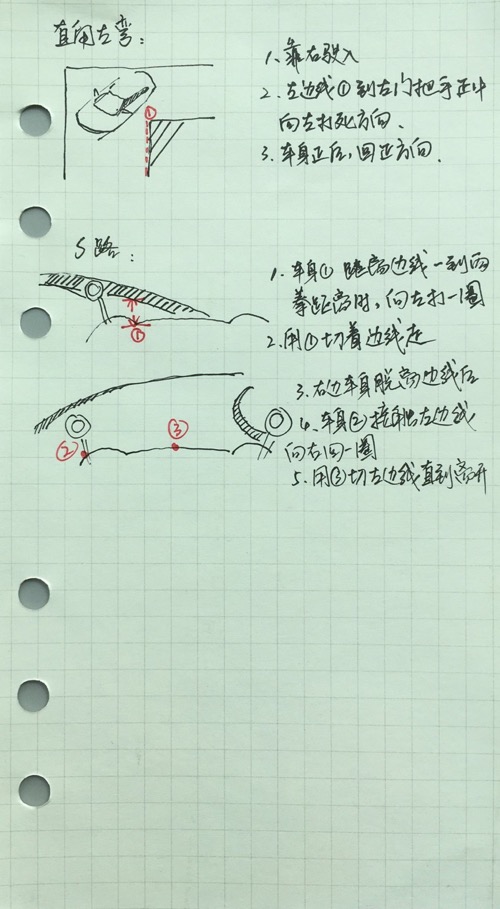 直角左弯：
①
1. 靠右驶入
2. 左边线①到左门把手正中
向左打死方向.
3. 车身正后，回正方向.
S路：
①
1. 车身① 距离边线一到两
拳距离时，向左打一圈
2. 用①切着边线走
3. 右边车身脱离边线后
4. 车身②接触左边线
向右回一圈
5. 用③切左边线直到离开
②
③